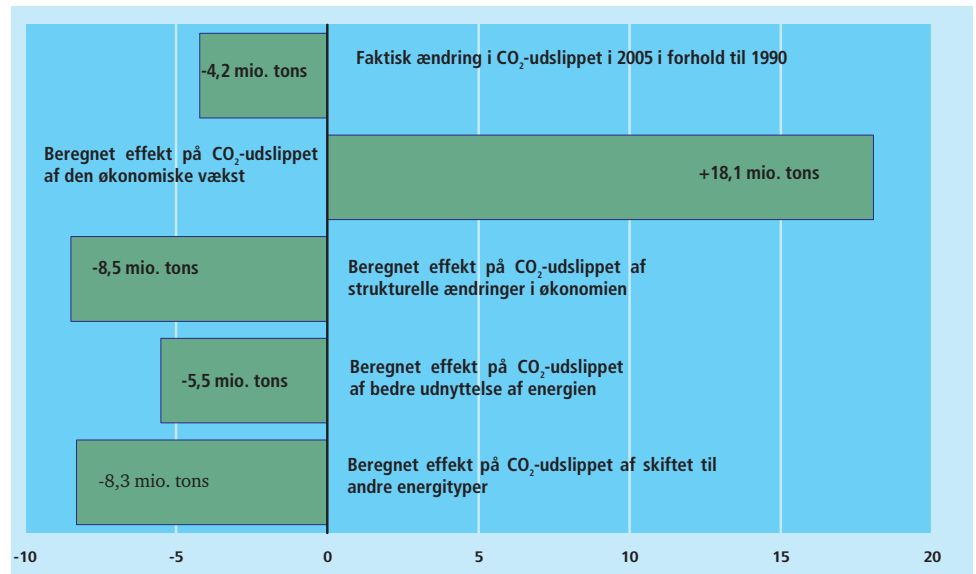 Faktisk ændring i CO₂-udslippet i 2005 i forhold til 1990
-4,2 mio. tons
Beregnet effekt på CO₂-udslippet
af den økonomiske vækst
+18,1 mio. tons
-8,5 mio. tons
Beregnet effekt på CO₂-udslippet af
strukturelle ændringer i økonomien
-5,5 mio. tons
Beregnet effekt på CO₂-udslippet
af bedre udnyttelse af energien
-8,3 mio. tons
Beregnet effekt på CO₂-udslippet af skiftet til
andre energityper
-10 -5 0 5 10 15 20